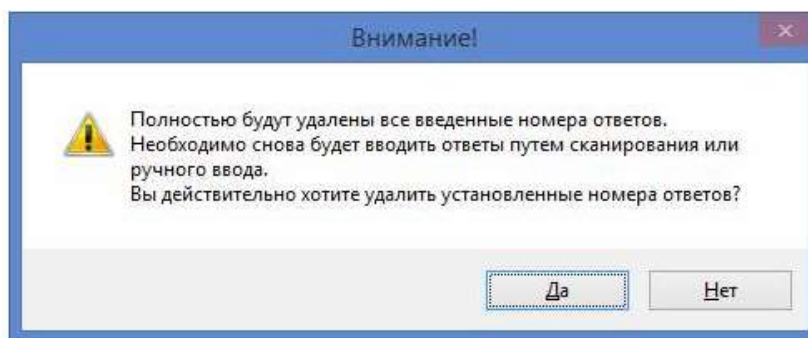 Внимание!
Полностью будут удалены все введенные номера ответов.
Необходимо снова будет вводить ответы путем сканирования или
ручного ввода.
Вы действительно хотите удалить установленные номера ответов?
Да
Нет